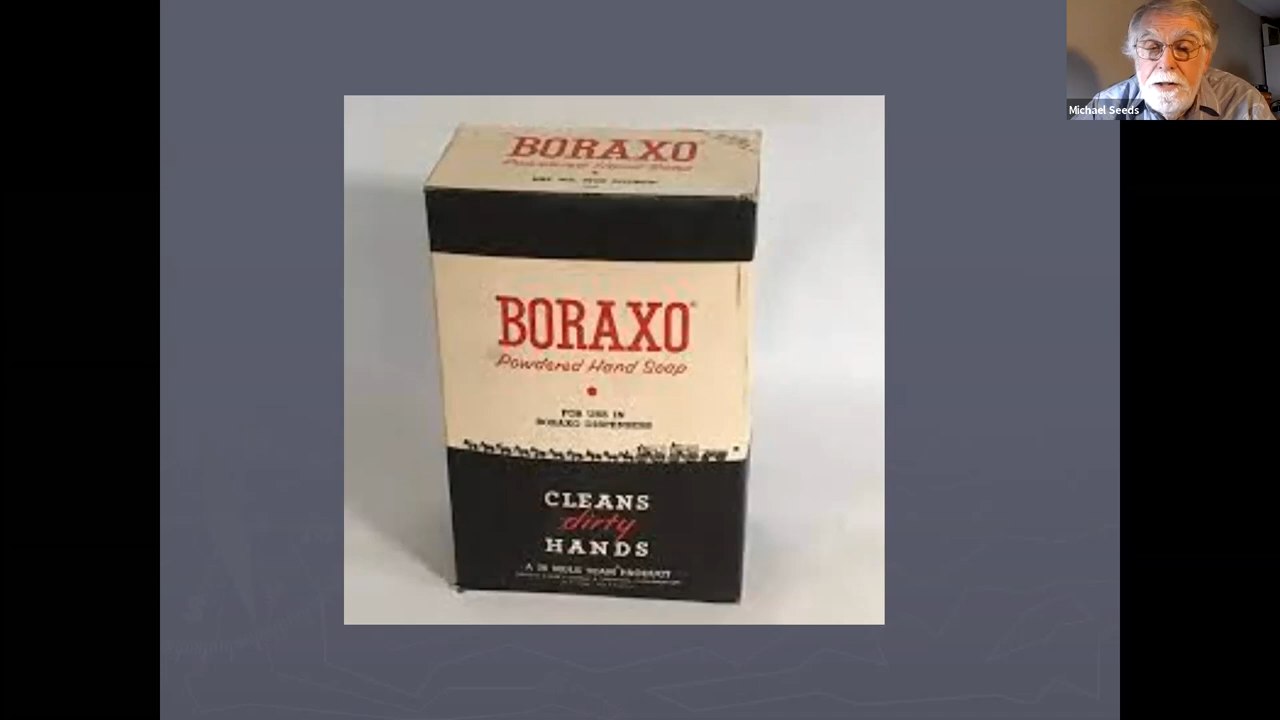 BORAXO
Powdered Hand Soap
BORAXO
Powdered Hand Soap
FOR USE IN
BORAXO DISPENSERS
CLEANS
dirty
HANDS
A 20 MULE TEAM PRODUCT
Michael Seeds